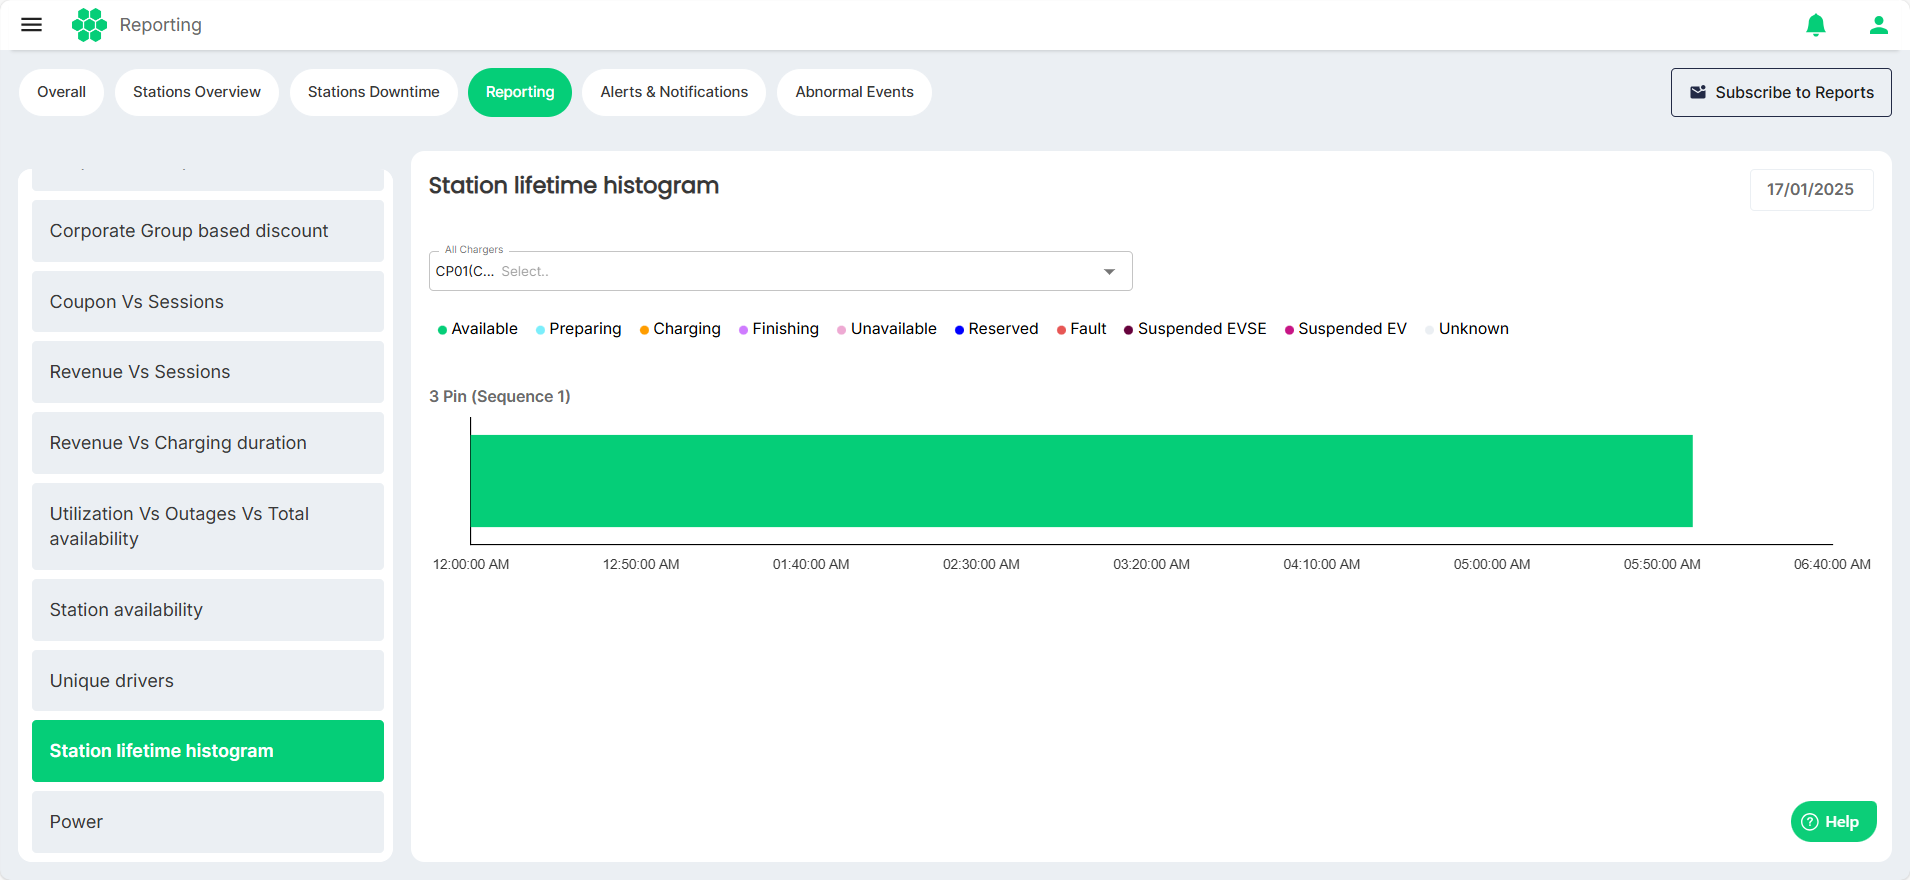 Reporting
Overall
Stations Overview
Stations Downtime
Reporting
Alerts & Notifications
Abnormal Events
Subscribe to Reports
Corporate Group based discount
Coupon Vs Sessions
Revenue Vs Sessions
Revenue Vs Charging duration
Utilization Vs Outages Vs Total
availability
Station availability
Unique drivers
Station lifetime histogram
Power
Station lifetime histogram
17/01/2025
All Chargers
CP01(C... Select..
Available Preparing Charging Finishing Unavailable Reserved Fault Suspended EVSE Suspended EV Unknown
3 Pin (Sequence 1)
12:00:00 AM 12:50:00 AM 01:40:00 AM 02:30:00 AM 03:20:00 AM 04:10:00 AM 05:00:00 AM 05:50:00 AM 06:40:00 AM
Help